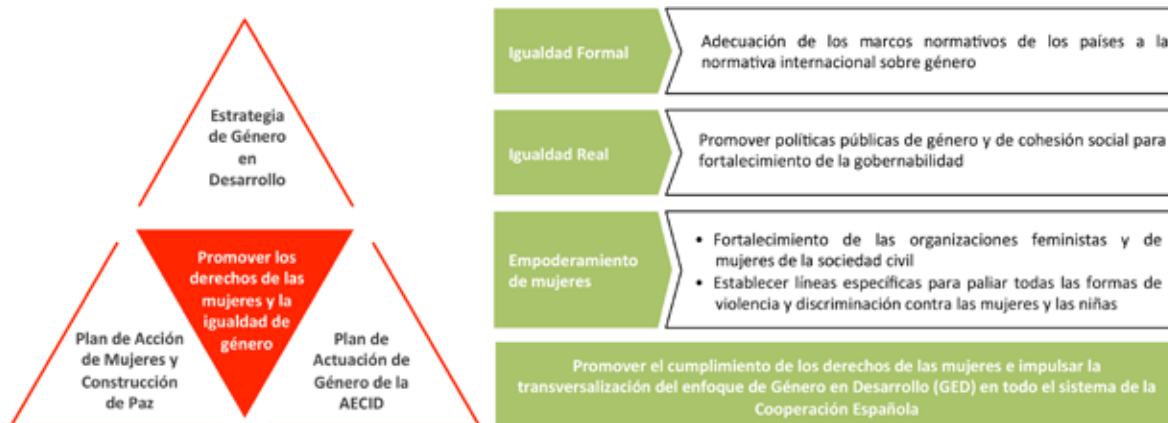 Estrategia
de Género
en
Desarrollo
Promover los
derechos de las
mujeres y la
igualdad de
género
Plan de Acción
de Mujeres y
Construcción
de Paz
Plan de
Actuación de
Género de la
AECID
Igualdad Formal
Adecuación de los marcos normativos de los países a la
normativa internacional sobre género
Igualdad Real
Promover políticas públicas de género y de cohesión social para
fortalecimiento de la gobernabilidad
Empoderamiento
de mujeres
• Fortalecimiento de las organizaciones feministas y de
mujeres de la sociedad civil
• Establecer líneas específicas para paliar todas las formas de
violencia y discriminación contra las mujeres y las niñas
Promover el cumplimiento de los derechos de las mujeres e impulsar la
transversalización del enfoque de Género en Desarrollo (GED) en todo el sistema de la
Cooperación Española